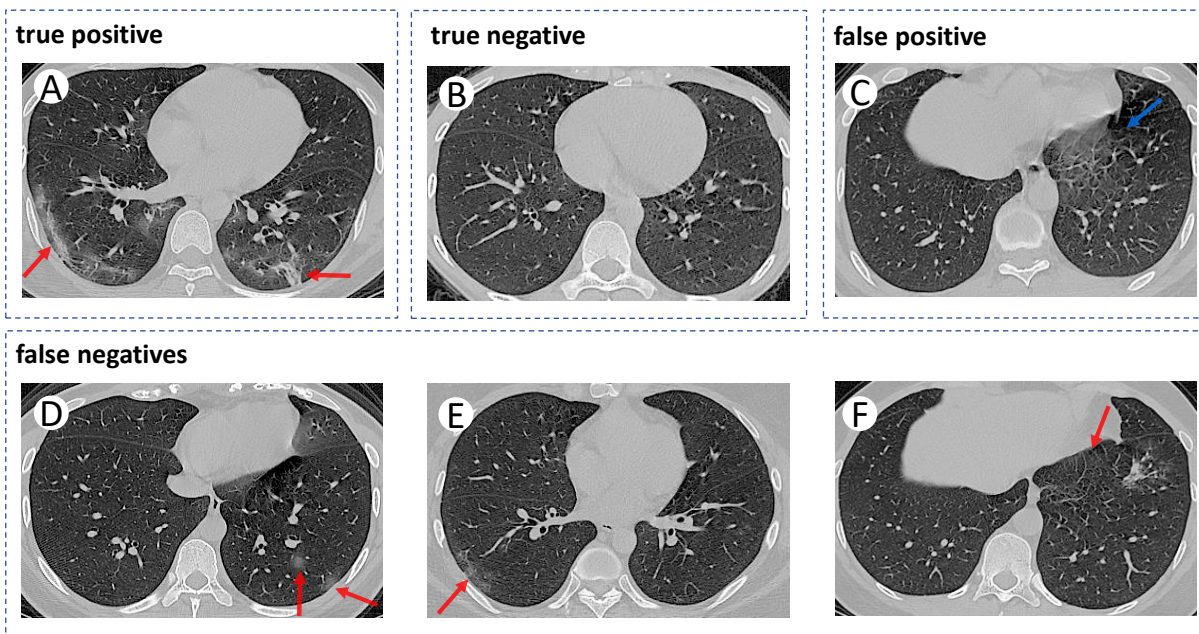 true positive
true negative
false positive
A
B
C
false negatives
D
E
F